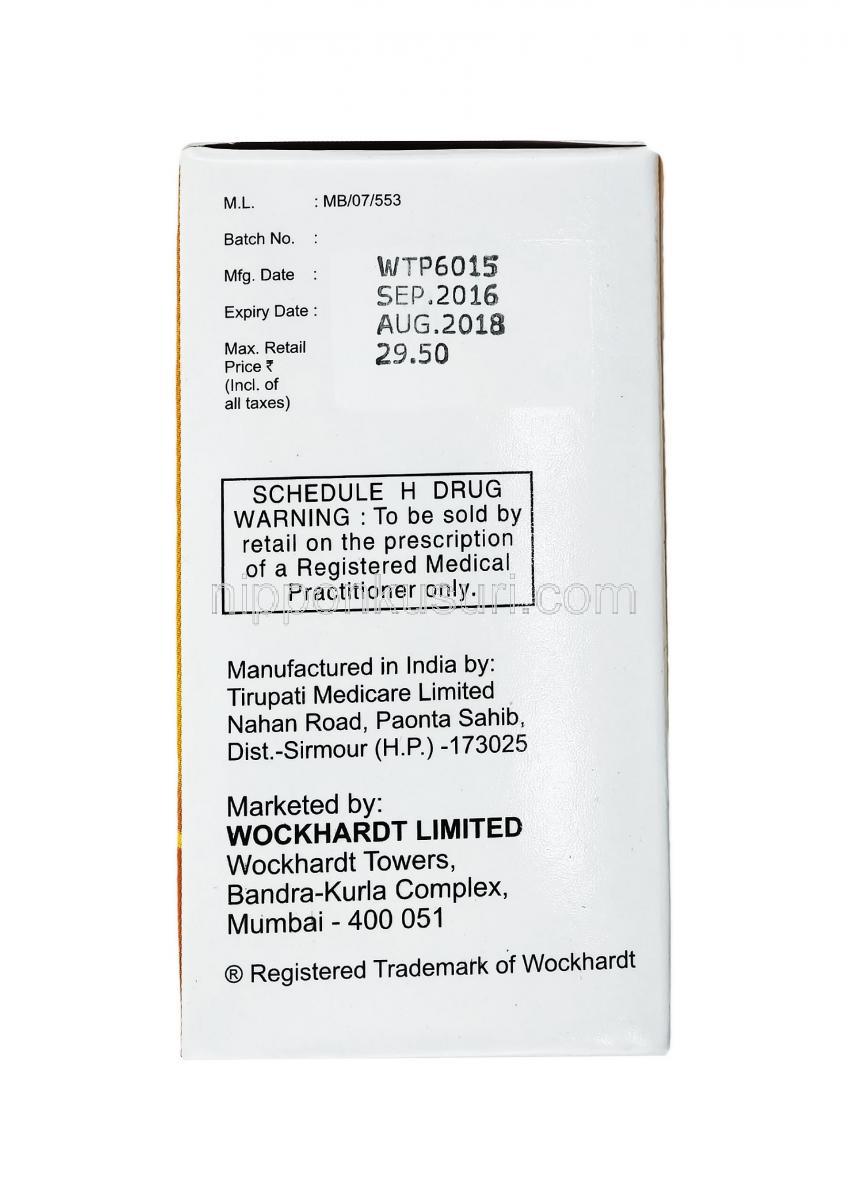 M.L. : MB/07/553
Batch No. :
WTP6015
Mfg. Date :
SEP.2016
Expiry Date :
AUG.2018
Max. Retail
29.50
Price ₹
(Incl. of
all taxes)
SCHEDULE H DRUG
WARNING : To be sold by
retail on the prescription
of a Registered Medical
Practitioner only.
nipponkusuri.com
Manufactured in India by:
Tirupati Medicare Limited
Nahan Road, Paonta Sahib,
Dist.-Sirmour (H.P.) -173025
Marketed by:
WOCKHARDT LIMITED
Wockhardt Towers,
Bandra-Kurla Complex,
Mumbai - 400 051
® Registered Trademark of Wockhardt